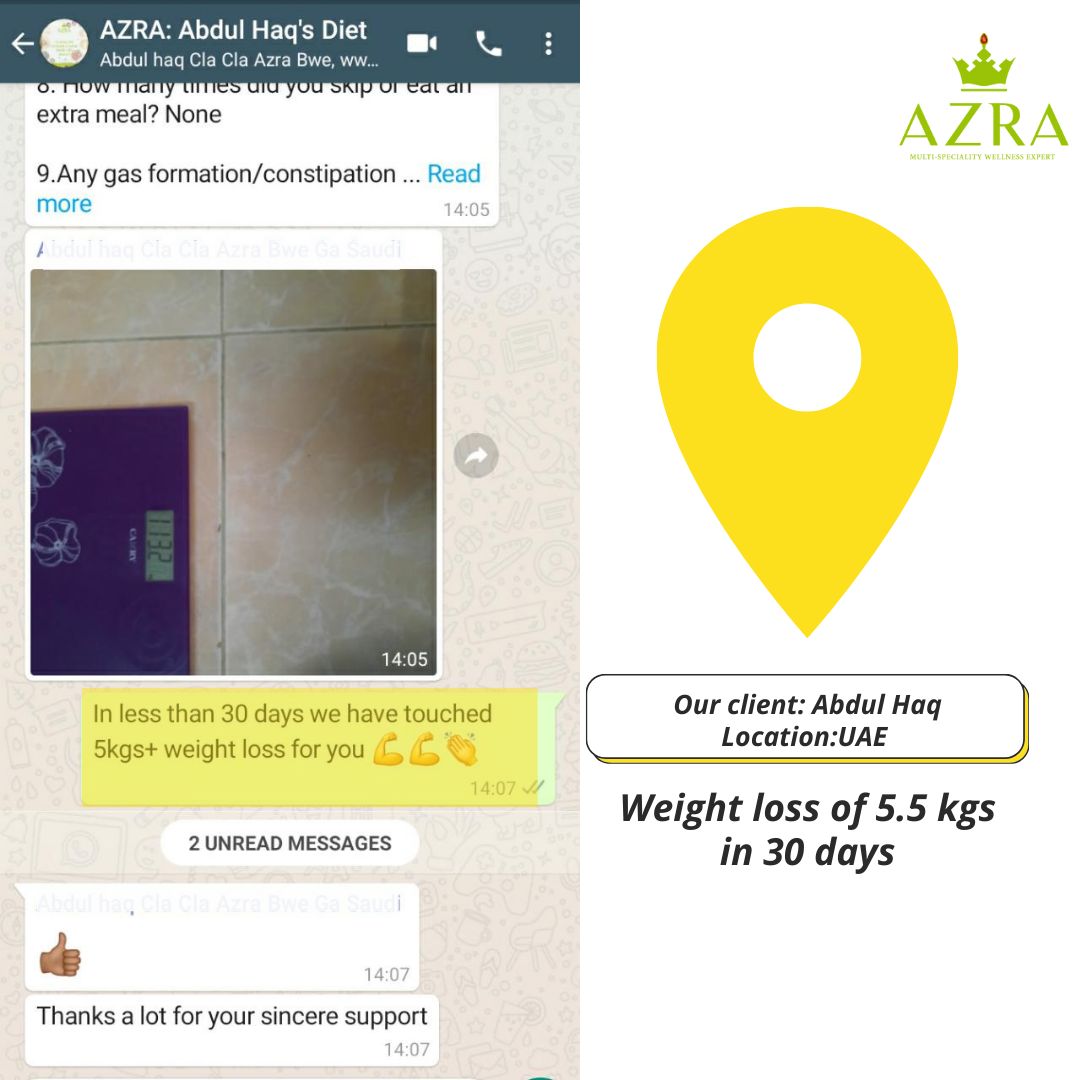 AZRA: Abdul Haq's Diet
Abdul haq Cla Cla Azra Bwe, ww...
8. How many times did you skip or eat an
extra meal? None
9.Any gas formation/constipation ... Read
more
14:05
Abdul haq Cla Cla Azra Bwe Ga Saudi
CAMRY
14:05
In less than 30 days we have touched
5kgs+ weight loss for you 💪💪👏
14:07
2 UNREAD MESSAGES
Abdul haq Cla Cla Azra Bwe Ga Saudi
👍🏾
14:07
Thanks a lot for your sincere support
14:07
AZRA
MULTI-SPECIALITY WELLNESS EXPERT
Our client: Abdul Haq
Location:UAE
Weight loss of 5.5 kgs
in 30 days